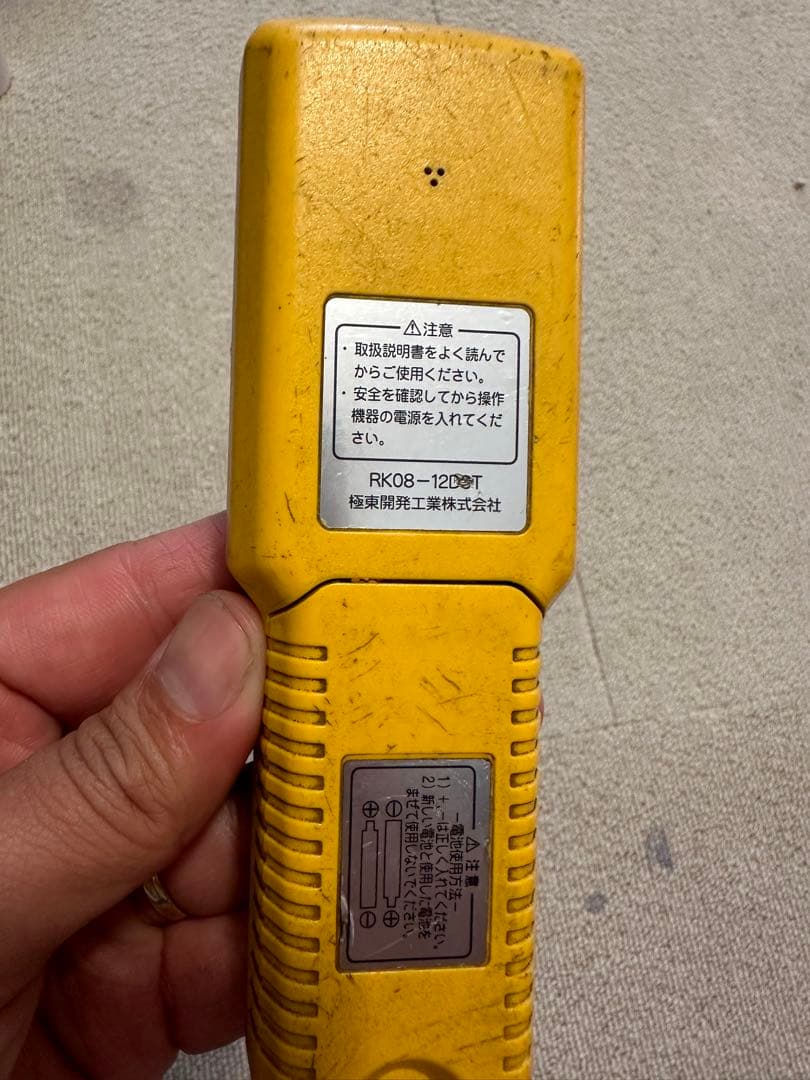 ⚠注意
・取扱説明書をよく読んで
からご使用ください。
・安全を確認してから操作
機器の電源を入れてくだ
さい。
極東開発工業株式会社
⚠注意
－電池使用方法－
1) +,－は正しく入れてください。
2) 新しい電池と使用した電池を
まぜて使用しないでください。
⊖ ⊕
⊕ ⊖